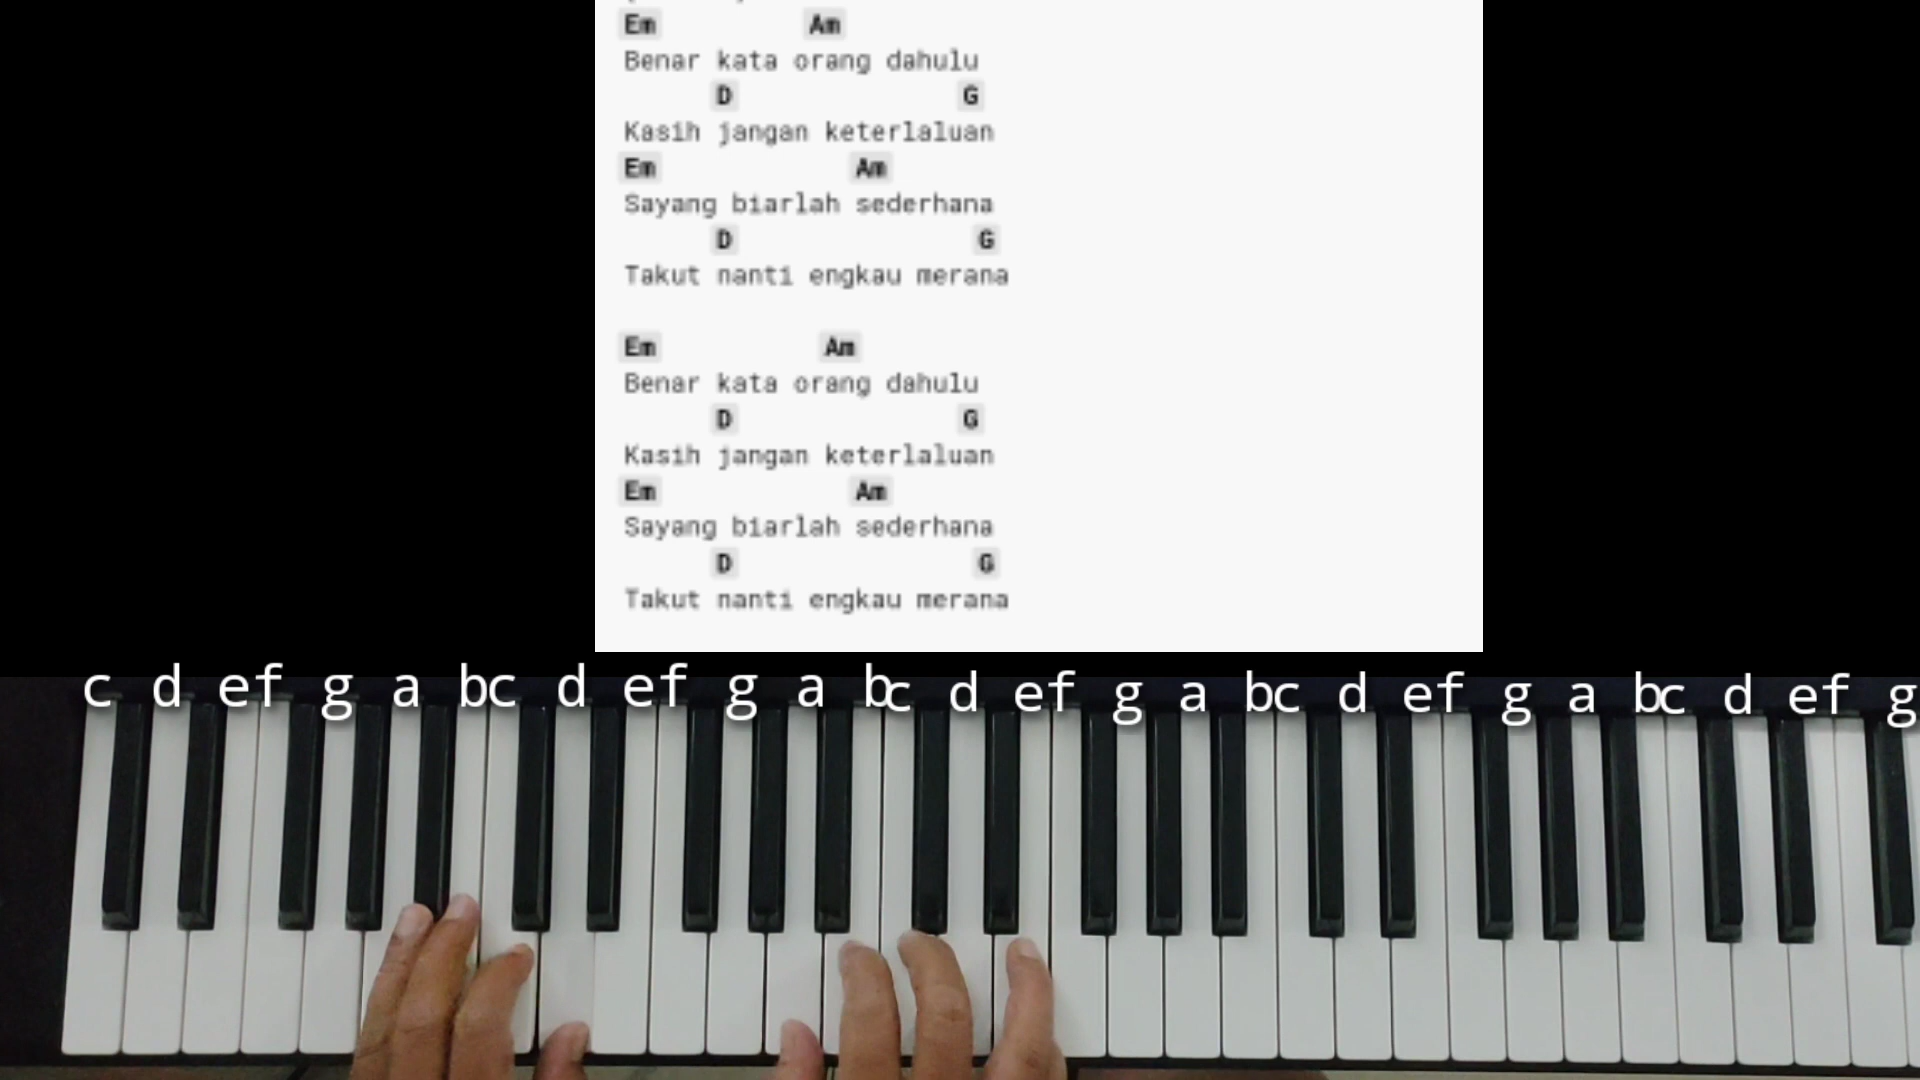 Em Am
Benar kata orang dahulu
D G
Kasih jangan keterlaluan
Em Am
Sayang biarlah sederhana
D G
Takut nanti engkau merana
Em Am
Benar kata orang dahulu
D G
Kasih jangan keterlaluan
Em Am
Sayang biarlah sederhana
D G
Takut nanti engkau merana
c d ef g a bc d ef g a bc d ef g a bc d ef g a bc d ef g